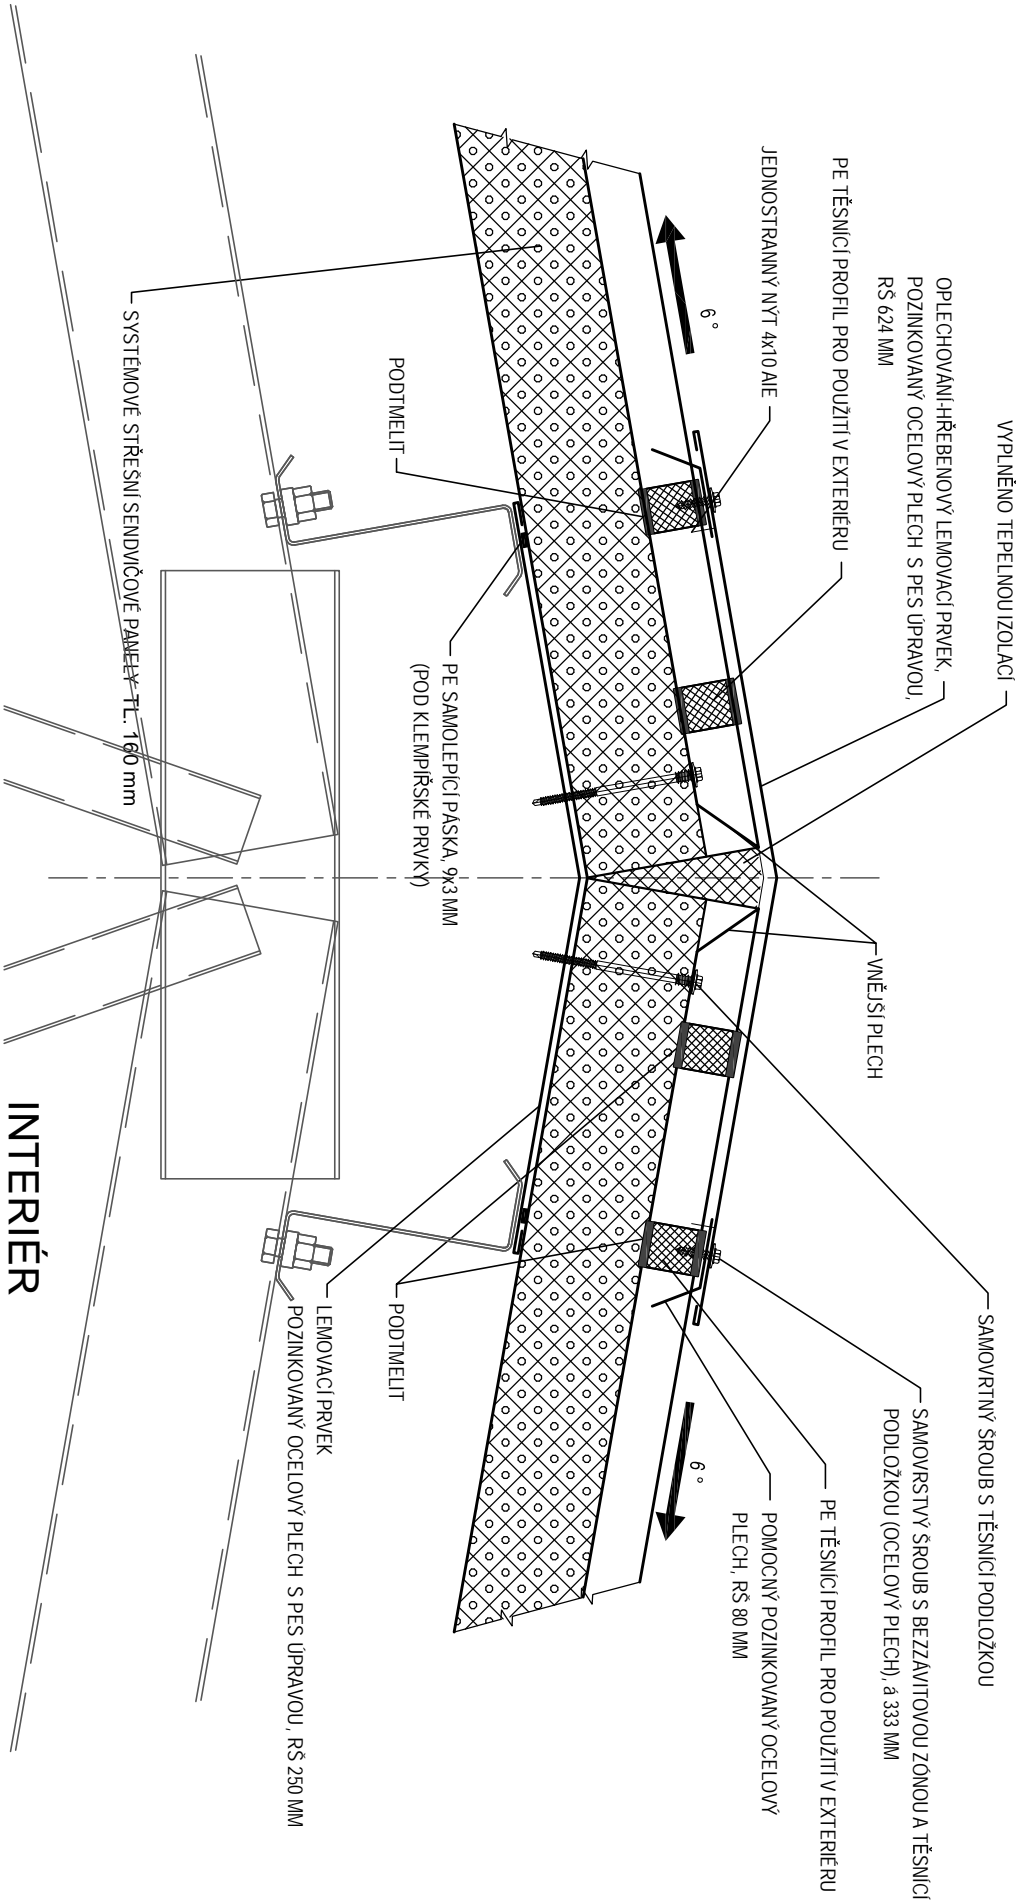 VYPLNĚNO TEPELNOU IZOLACÍ
OPLECHOVÁNÍ-HŘEBENOVÝ LEMOVACÍ PRVEK,
POZINKOVANÝ OCELOVÝ PLECH S PES ÚPRAVOU,
RŠ 624 MM
PE TĚSNÍCÍ PROFIL PRO POUŽITÍ V EXTERIÉRU
JEDNOSTRANNÝ NÝT 4x10 AIE
6°
PODTMELIT
PE SAMOLEPÍCÍ PÁSKA, 9x3 MM
(POD KLEMPÍŘSKÉ PRVKY)
SYSTÉMOVÉ STŘEŠNÍ SENDVIČOVÉ PANELY TL. 160 mm
VNĚJŠÍ PLECH
SAMOVRTNÝ ŠROUB S TĚSNÍCÍ PODLOŽKOU
SAMOVRSTVÝ ŠROUB S BEZZÁVITOVOU ZÓNOU A TĚSNÍCÍ
PODLOŽKOU (OCELOVÝ PLECH), á 333 MM
PE TĚSNÍCÍ PROFIL PRO POUŽITÍ V EXTERIÉRU
POMOCNÝ POZINKOVANÝ OCELOVÝ
PLECH, RŠ 80 MM
6°
PODTMELIT
LEMOVACÍ PRVEK
POZINKOVANÝ OCELOVÝ PLECH S PES ÚPRAVOU, RŠ 250 MM
INTERIÉR